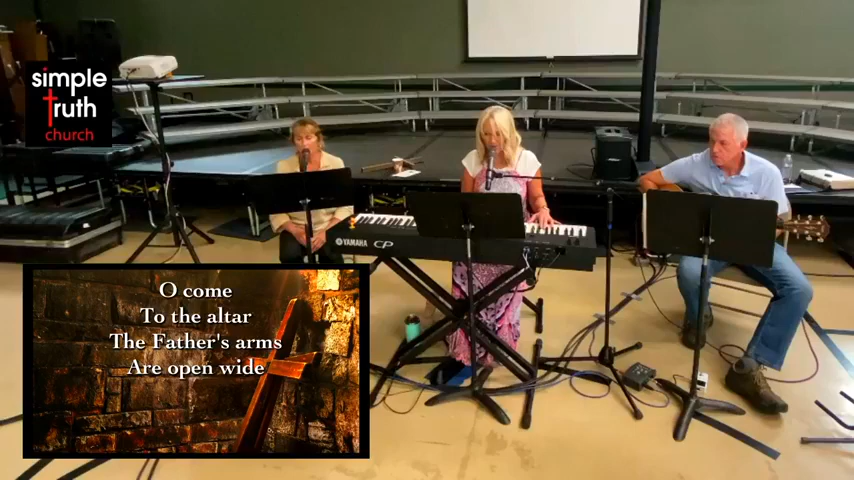 simple
truth
church
YAMAHA CP
O come
To the altar
The Father's arms
Are open wide